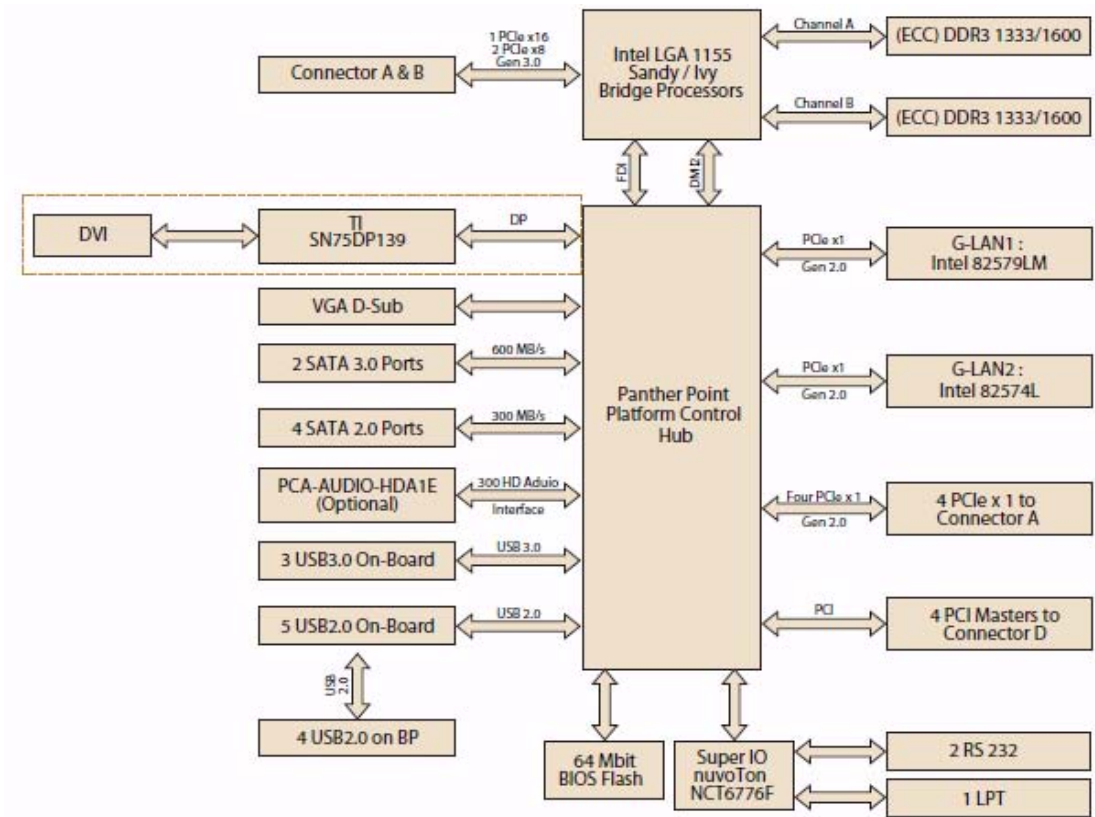 1 PCIe x16
2 PCIe x8
Gen 3.0
Connector A & B
Intel LGA 1155
Sandy / Ivy
Bridge Processors
Channel A
(ECC) DDR3 1333/1600
Channel B
(ECC) DDR3 1333/1600
FDI
DMI2
DVI
TI
SN75DP139
DP
VGA D-Sub
2 SATA 3.0 Ports
600 MB/s
4 SATA 2.0 Ports
300 MB/s
PCA-AUDIO-HDA1E
(Optional)
300 HD Aduio
Interface
3 USB3.0 On-Board
USB 3.0
5 USB2.0 On-Board
USB 2.0
USB
2.0
4 USB2.0 on BP
Panther Point
Platform Control
Hub
PCIe x1
Gen 2.0
G-LAN1 :
Intel 82579LM
PCIe x1
Gen 2.0
G-LAN2 :
Intel 82574L
Four PCIe x 1
Gen 2.0
4 PCIe x 1 to
Connector A
PCI
4 PCI Masters to
Connector D
64 Mbit
BIOS Flash
Super IO
nuvoTon
NCT6776F
2 RS 232
1 LPT